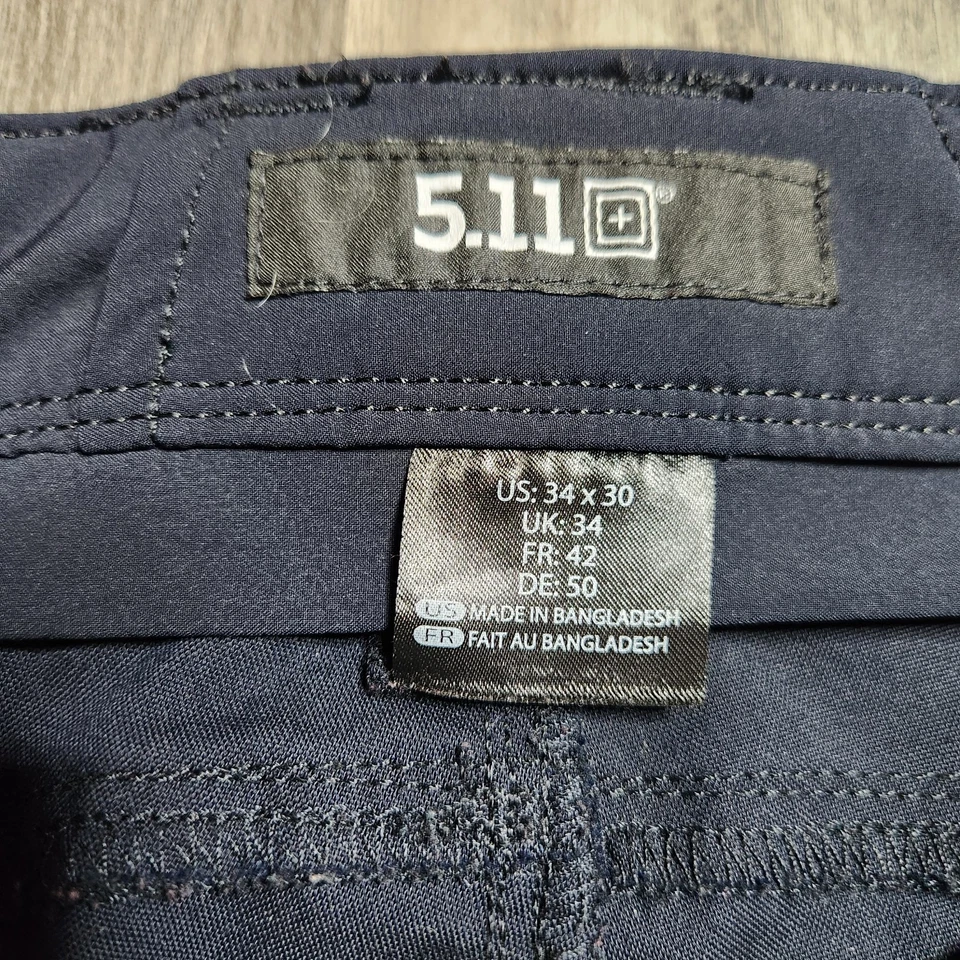 5.11®
US: 34 x 30
UK: 34
FR: 42
DE: 50
US MADE IN BANGLADESH
FR FAIT AU BANGLADESH